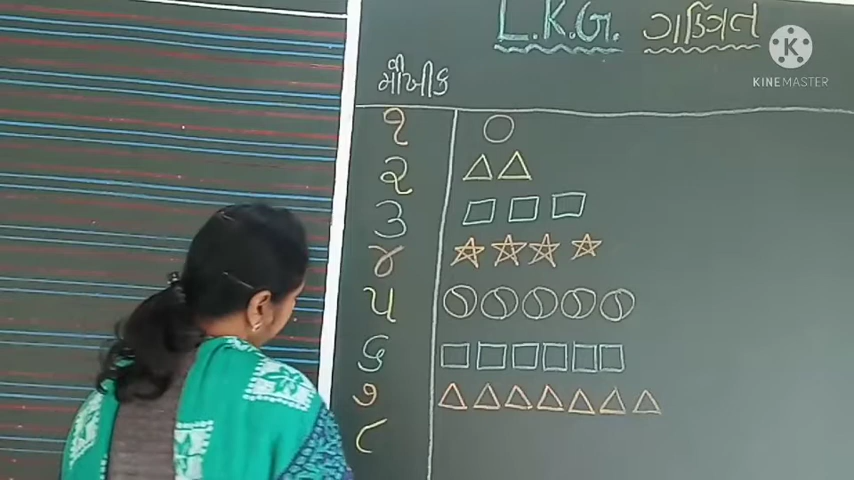 L.K.G. ગણિત
KINEMASTER
મૌખીક
૧
૨
૩
૪
૫
૬
૭
૮